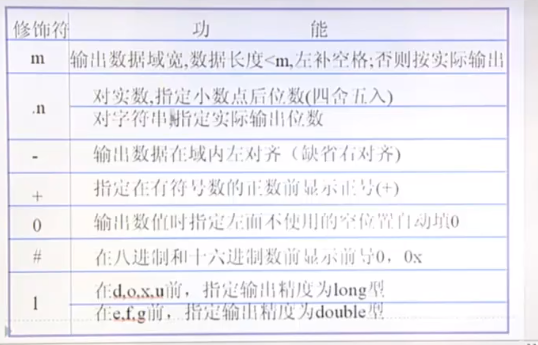 修饰符 功 能
m 输出数据域宽,数据长度<m,左补空格;否则按实际输出
.n 对实数,指定小数点后位数(四舍五入)
对字符串,指定实际输出位数
- 输出数据在域内左对齐（缺省右对齐)
+ 指定在有符号数的正数前显示正号(+)
0 输出数值时指定左面不使用的空位置自动填0
# 在八进制和十六进制数前显示前导0，0x
l 在d,o,x,u前，指定输出精度为long型
在e,f,g前，指定输出精度为double型